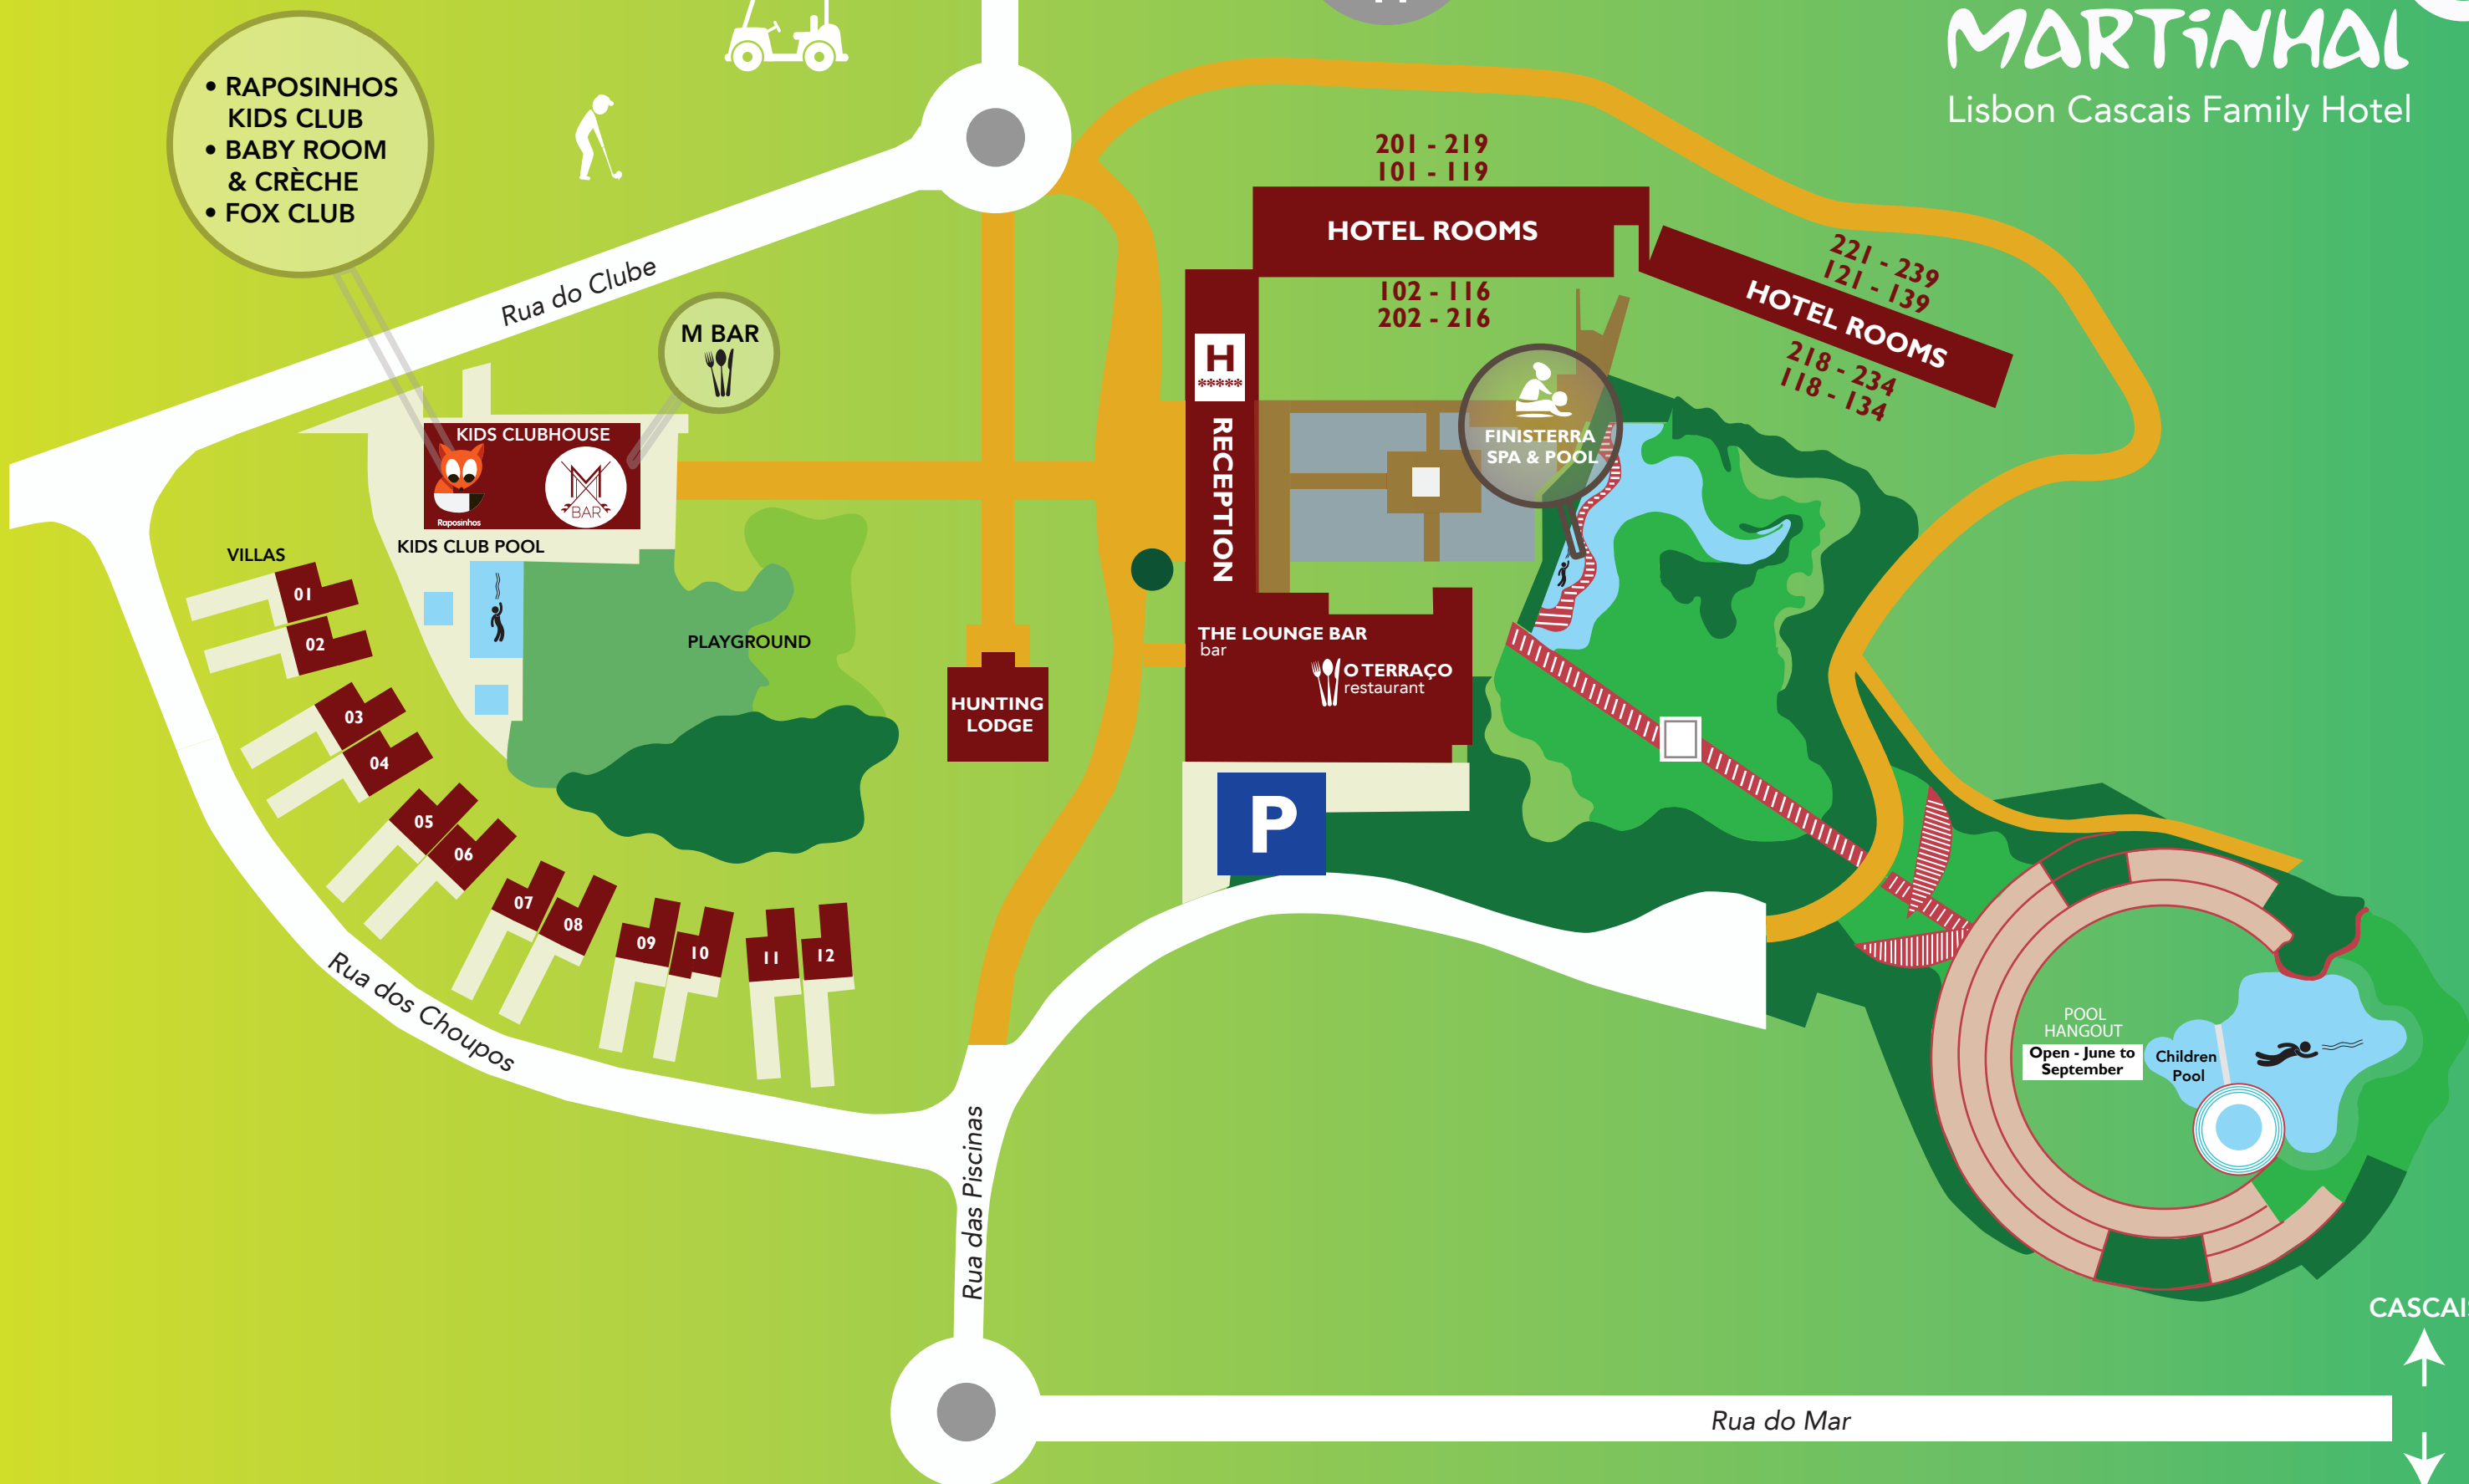 MARTiNHAL
Lisbon Cascais Family Hotel
• RAPOSINHOS
KIDS CLUB
• BABY ROOM
& CRÈCHE
• FOX CLUB
Rua do Clube
M BAR
KIDS CLUBHOUSE
Raposinhos
M
BAR
KIDS CLUB POOL
VILLAS
01
02
03
04
05
06
07
08
09
10
11
12
PLAYGROUND
HUNTING
LODGE
201 - 219
101 - 119
HOTEL ROOMS
102 - 116
202 - 216
221 - 239
121 - 139
HOTEL ROOMS
218 - 234
118 - 134
H
*****
RECEPTION
FINISTERRA
SPA & POOL
THE LOUNGE BAR
bar
O TERRAÇO
restaurant
P
POOL
HANGOUT
Open - June to
September
Children
Pool
Rua dos Choupos
Rua das Piscinas
Rua do Mar
CASCAIS